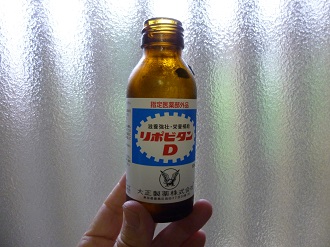 指定医薬部外品
滋養強壮・栄養補給
リポビタン
D
大正製薬株式会社